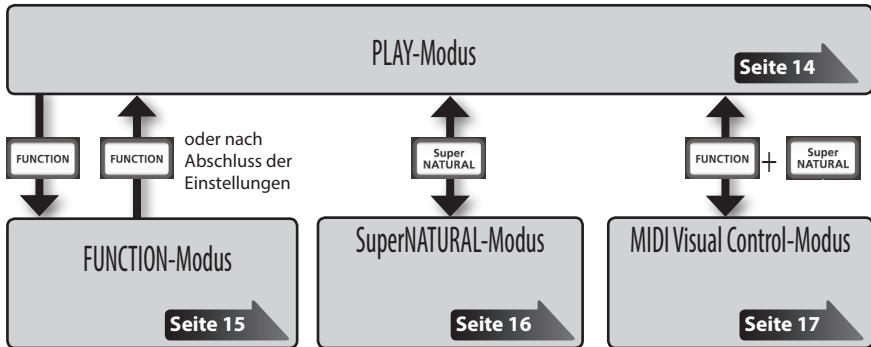 PLAY-Modus
Seite 14
FUNCTION
FUNCTION
oder nach
Abschluss der
Einstellungen
Super
NATURAL
FUNCTION
+
Super
NATURAL
FUNCTION-Modus
Seite 15
SuperNATURAL-Modus
Seite 16
MIDI Visual Control-Modus
Seite 17